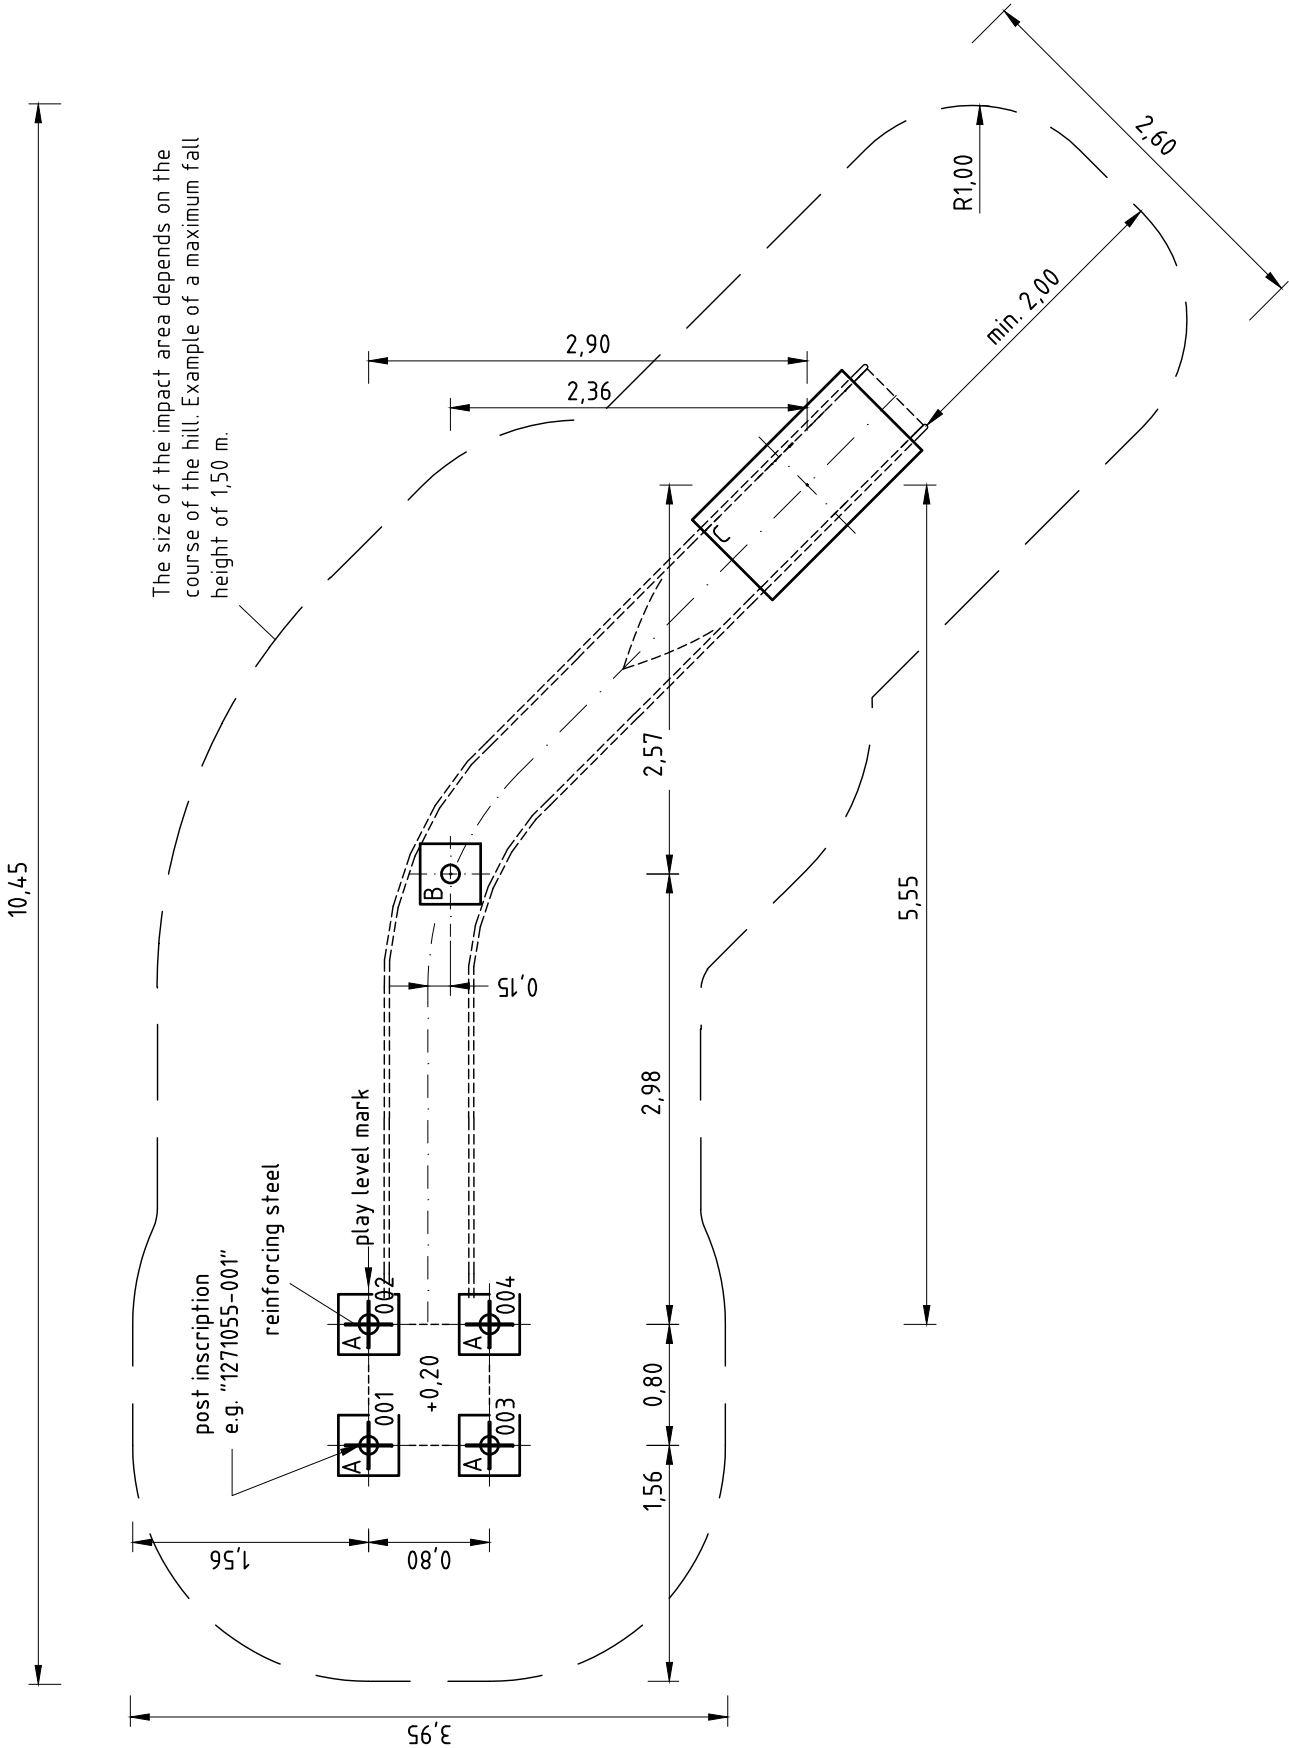 10,45
The size of the impact area depends on the
course of the hill. Example of a maximum fall
height of 1,50 m.
R1,00
2,60
min. 2,00
2,90
2,36
C
2,57
5,55
B
0,15
2,98
play level mark
reinforcing steel
post inscription
e.g. "1271055-001"
A
002
A
004
+0,20
A
001
A
003
0,80
1,56
1,56
0,80
3,95